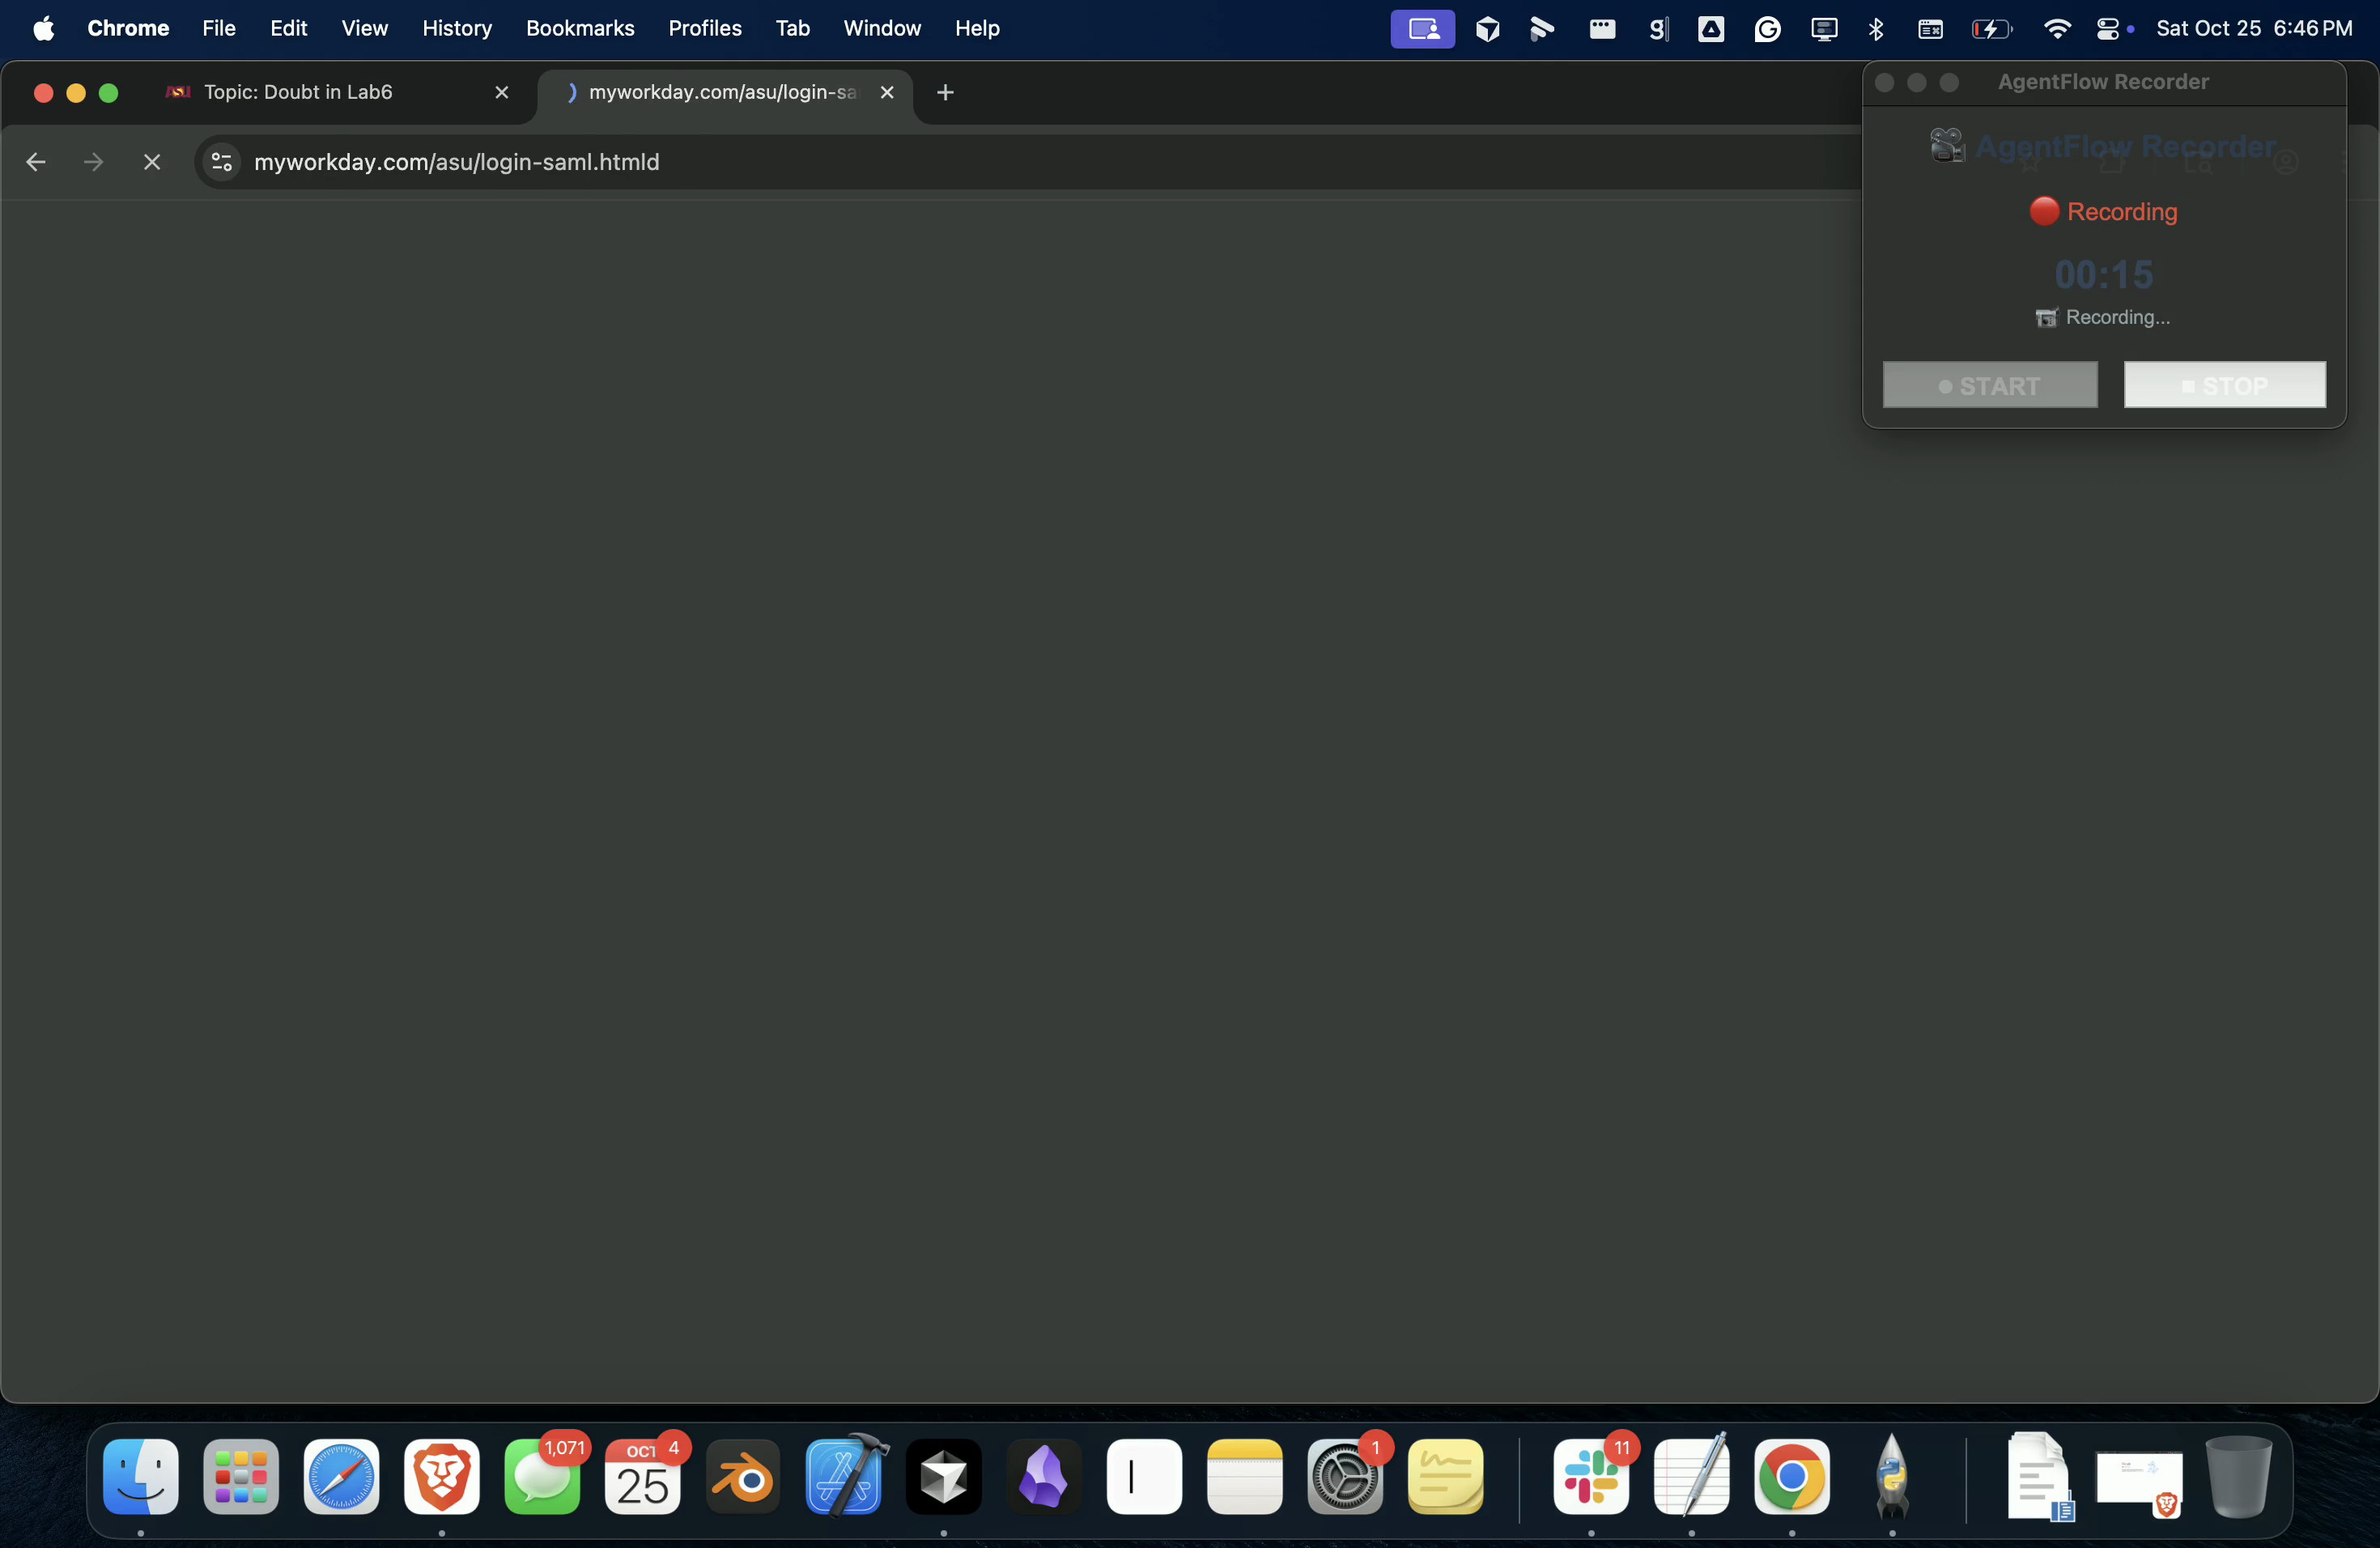 Chrome File Edit View History Bookmarks Profiles Tab Window Help
Sat Oct 25 6:46 PM
ASU Topic: Doubt in Lab6
myworkday.com/asu/login-sa
myworkday.com/asu/login-saml.htmld
AgentFlow Recorder
AgentFlow Recorder
Recording
00:15
Recording...
START STOP
1,071
OCT 4
25
1
11